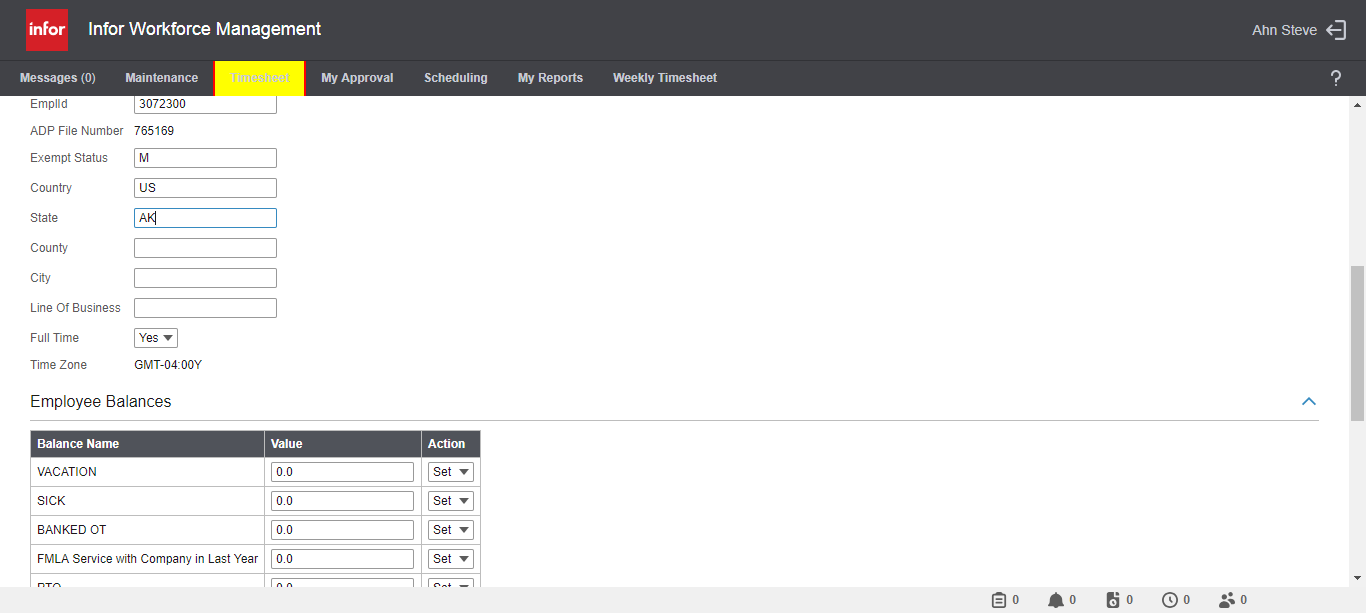 infor Infor Workforce Management Ahn Steve
Messages (0) Maintenance Timesheet My Approval Scheduling My Reports Weekly Timesheet ?
EmplId 3072300
ADP File Number 765169
Exempt Status M
Country US
State AK
County
City
Line Of Business
Full Time Yes
Time Zone GMT-04:00Y
Employee Balances
Balance Name Value Action
VACATION 0.0 Set
SICK 0.0 Set
BANKED OT 0.0 Set
FMLA Service with Company in Last Year 0.0 Set
PTO 0.0 Set
0 0 0 0 0